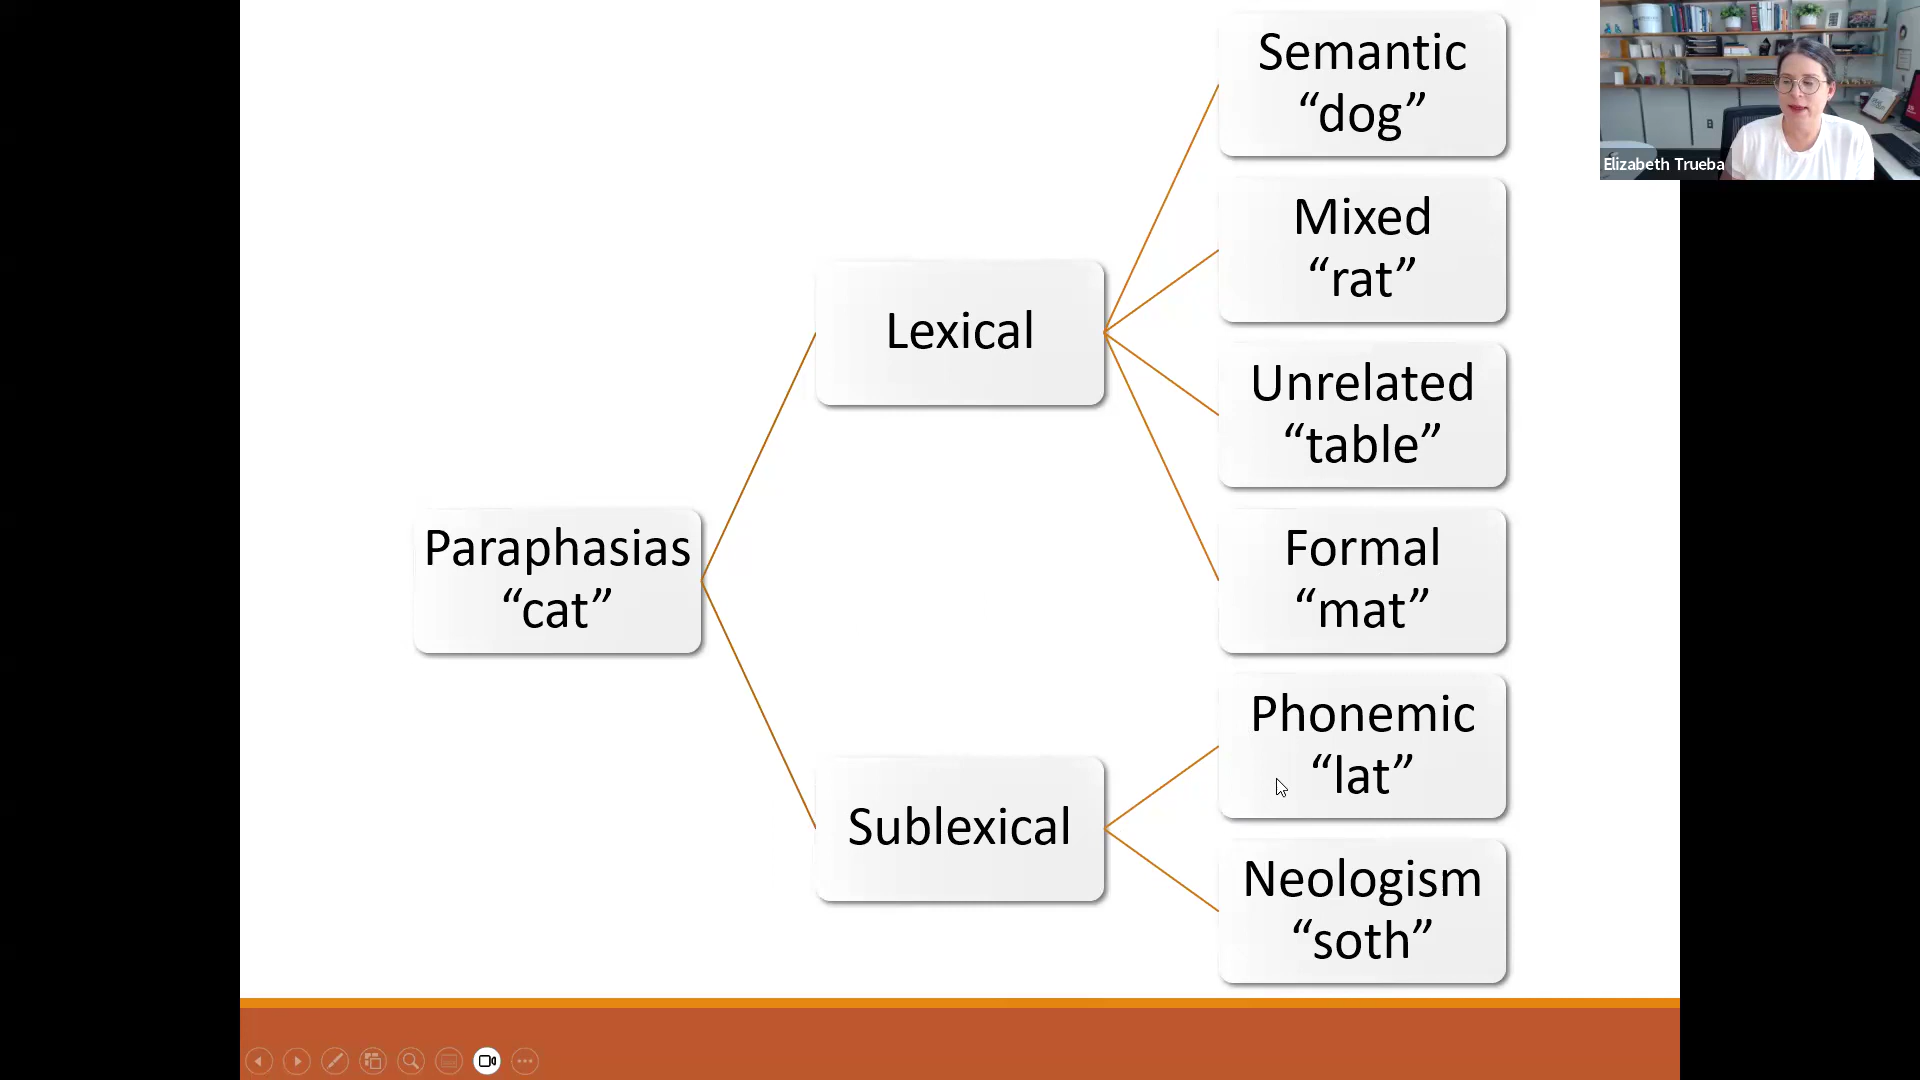 Paraphasias
“cat”
Lexical
Sublexical
Semantic
“dog”
Mixed
“rat”
Unrelated
“table”
Formal
“mat”
Phonemic
“lat”
Neologism
“soth”
Elizabeth Trueba